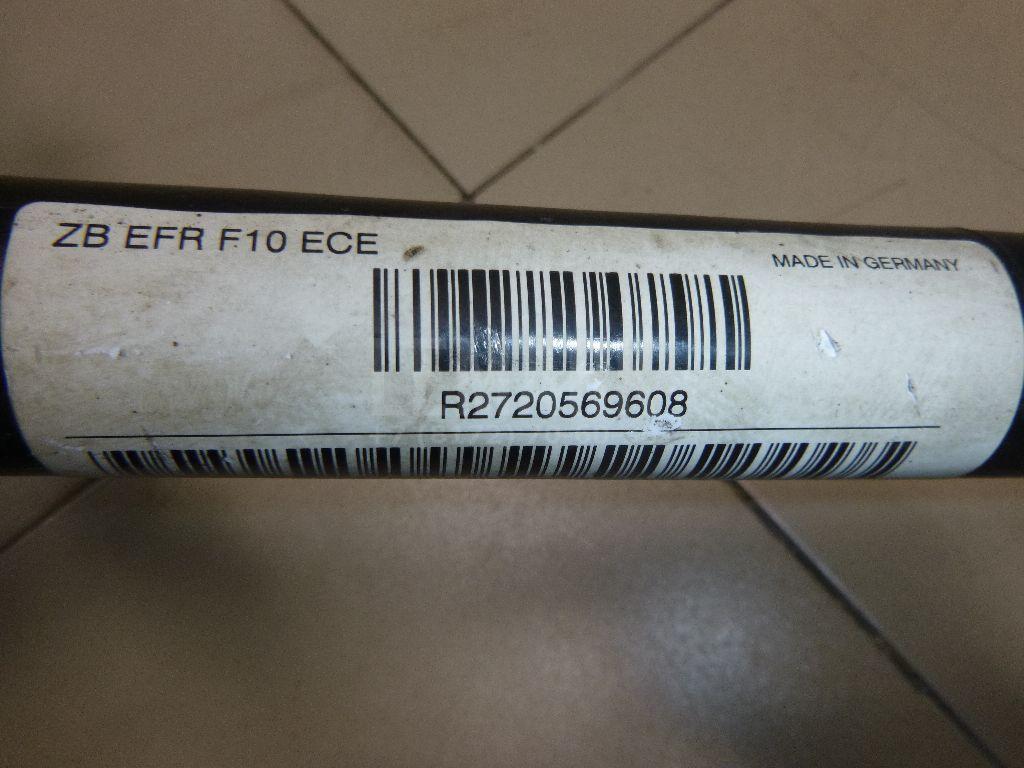 ZB EFR F10 ECE
MADE IN GERMANY
R2720569608